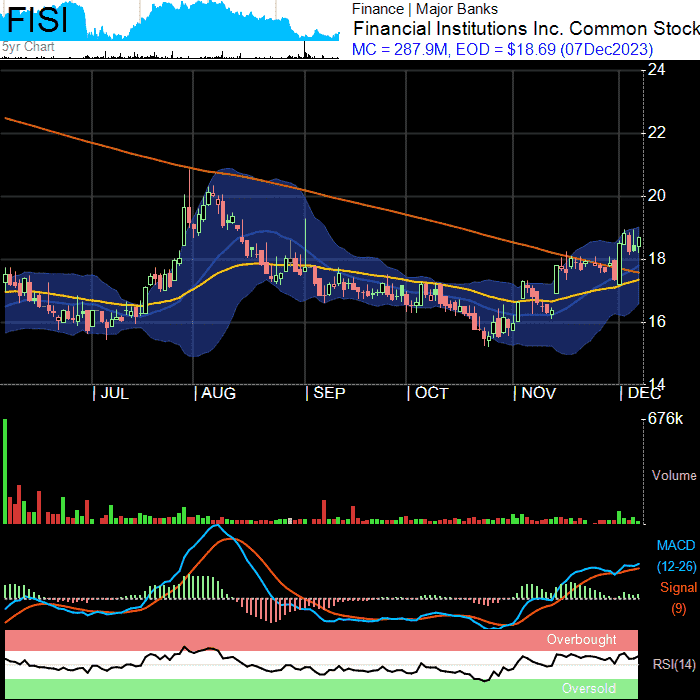 FISI
5yr Chart
Finance | Major Banks
Financial Institutions Inc. Common Stock
MC = 287.9M, EOD = $18.69 (07Dec2023)
24
22
20
18
16
14
JUL AUG SEP OCT NOV DEC
676k
Volume
MACD
(12-26)
Signal
(9)
Overbought
RSI(14)
Oversold